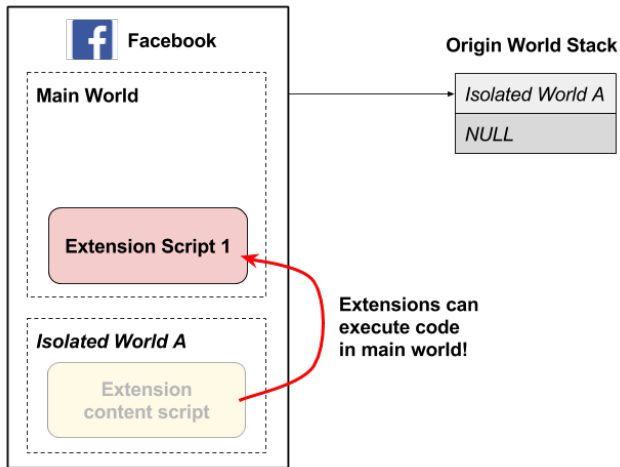 Facebook
Origin World Stack
Main World
Isolated World A
NULL
Extension Script 1
Extensions can
execute code
in main world!
Isolated World A
Extension
content script